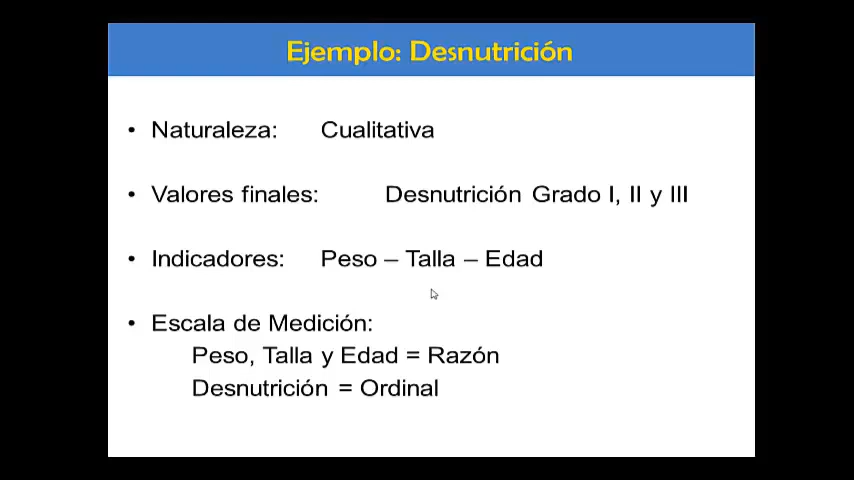 Ejemplo: Desnutrición
• Naturaleza: Cualitativa
• Valores finales: Desnutrición Grado I, II y III
• Indicadores: Peso – Talla – Edad
• Escala de Medición:
Peso, Talla y Edad = Razón
Desnutrición = Ordinal